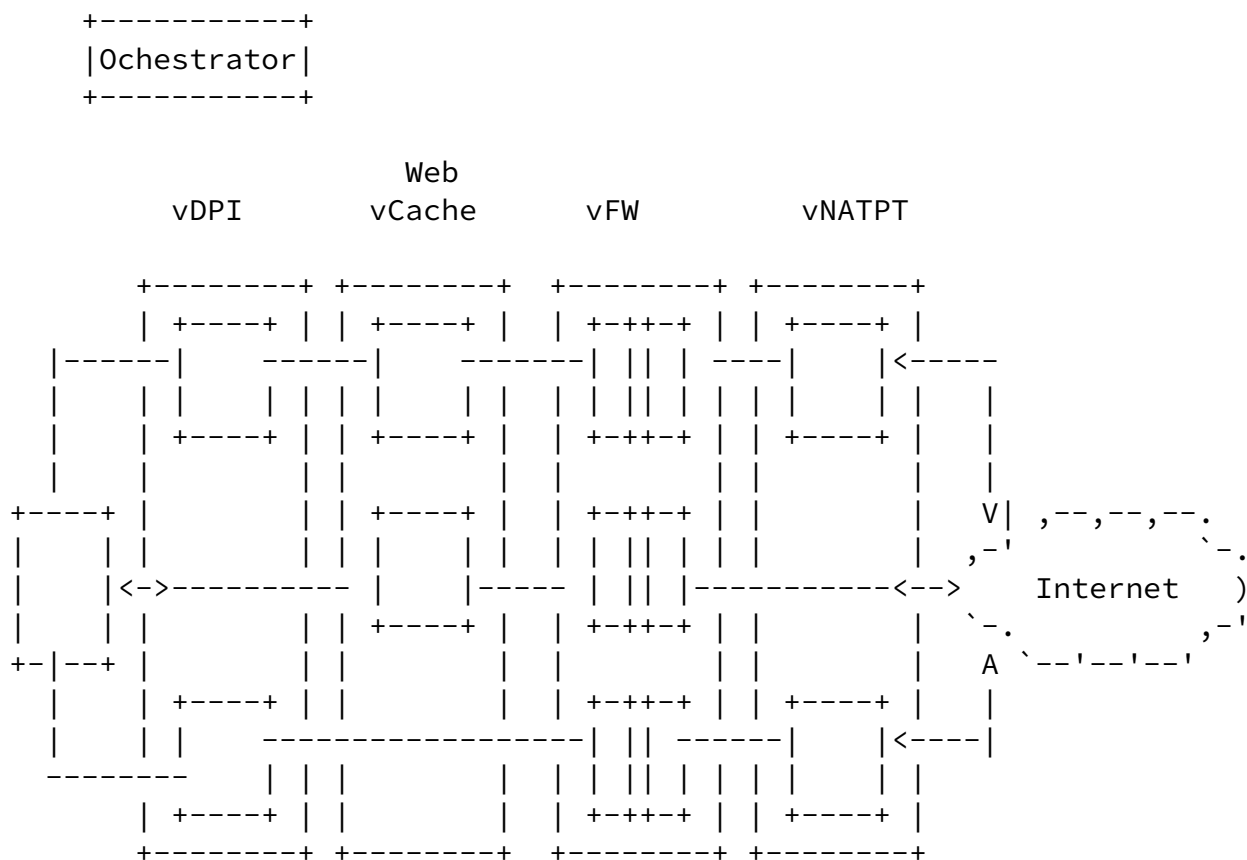 Ochestrator
Web
vDPI vCache vFW vNATPT
V
Internet
A